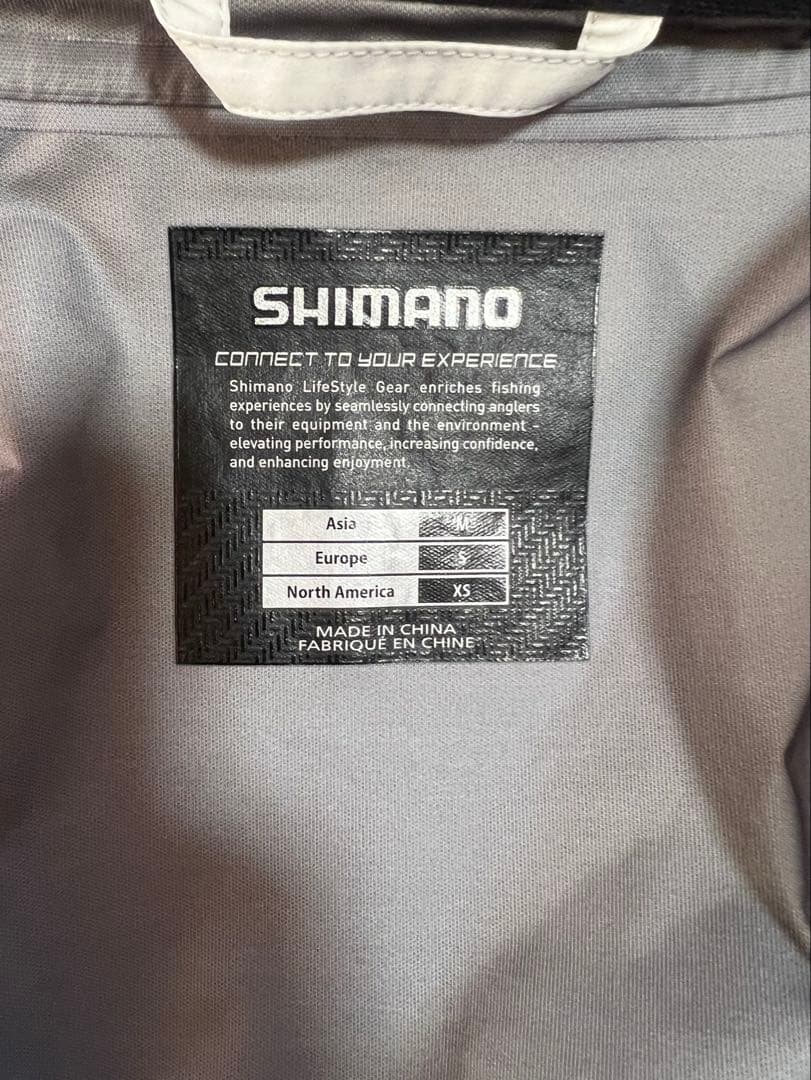 SHIMANO
CONNECT TO YOUR EXPERIENCE
Shimano LifeStyle Gear enriches fishing
experiences by seamlessly connecting anglers
to their equipment and the environment -
elevating performance, increasing confidence,
and enhancing enjoyment.
Asia M
Europe S
North America XS
MADE IN CHINA
FABRIQUÉ EN CHINE